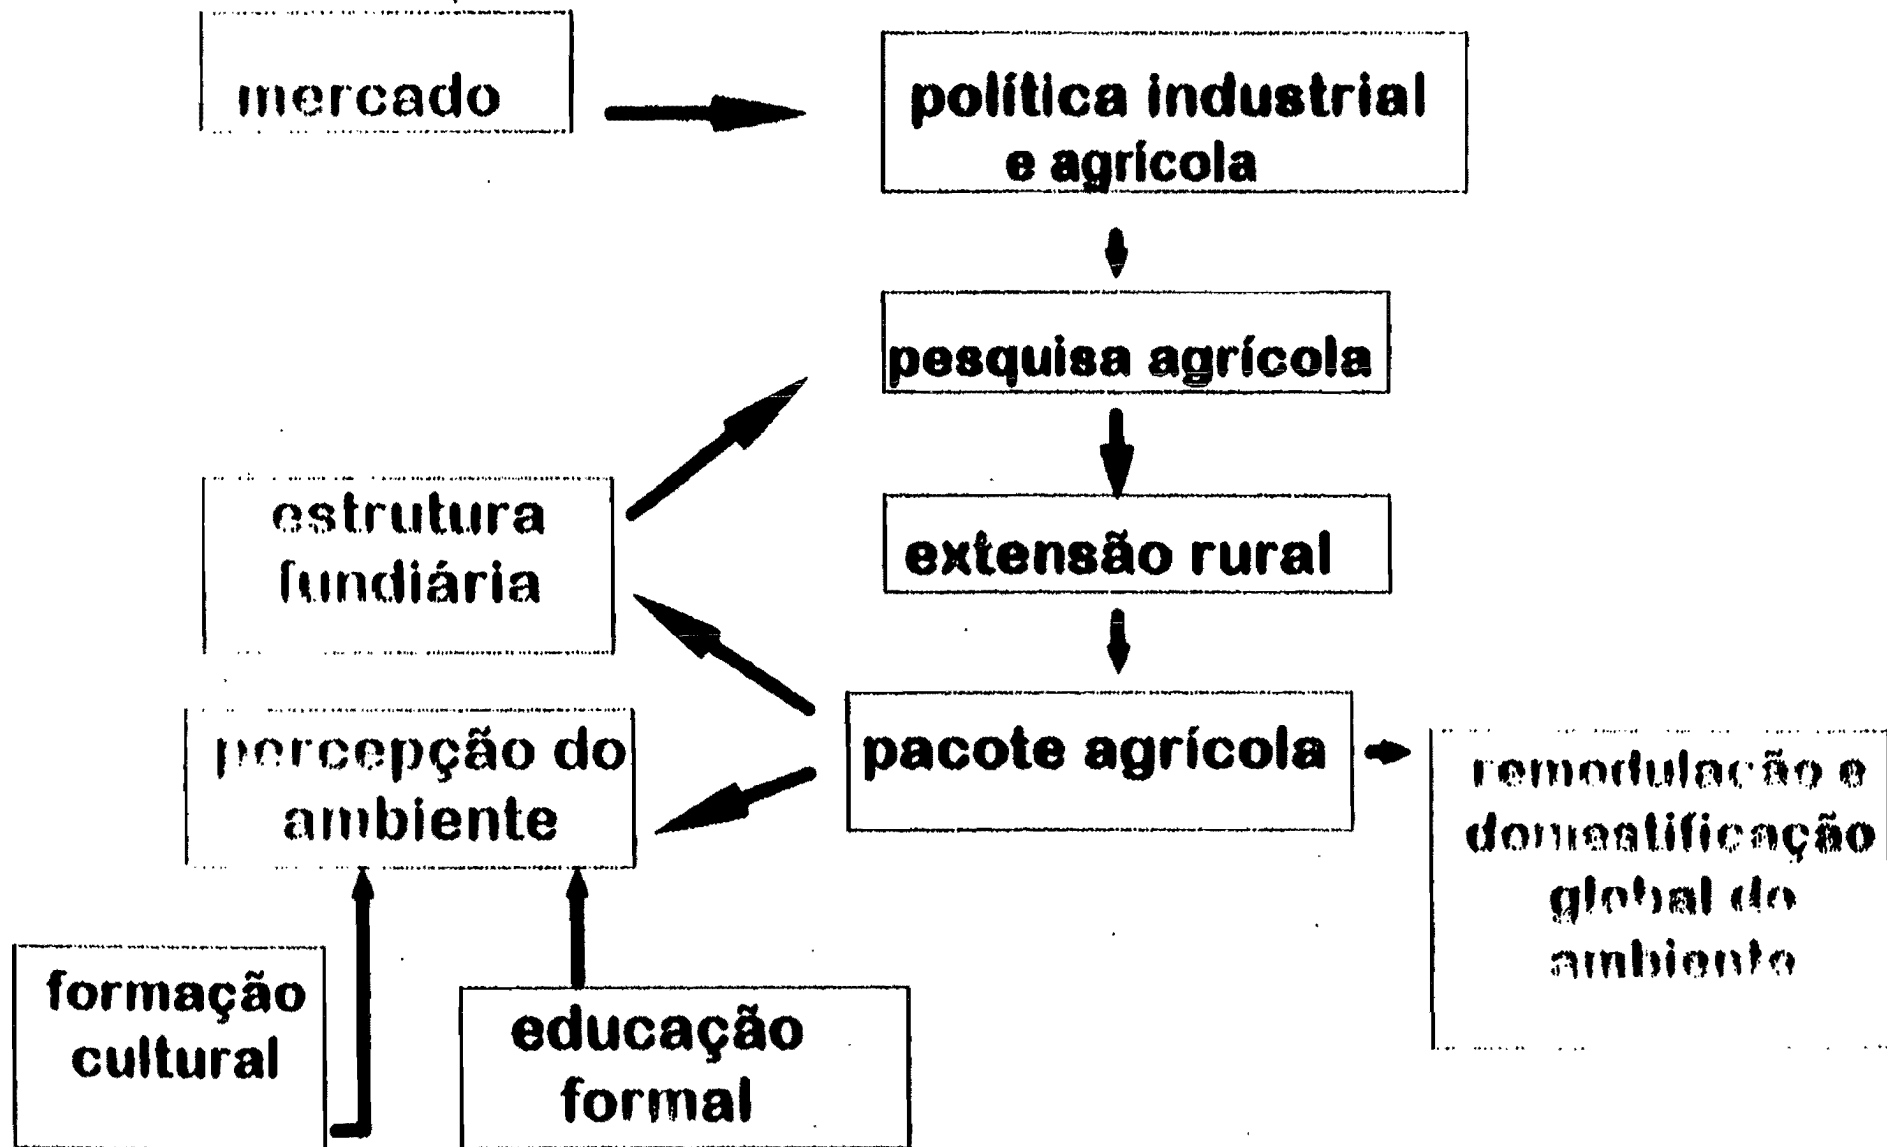 mercado
política industrial
e agrícola
pesquisa agrícola
estrutura
fundiária
extensão rural
percepção do
ambiente
pacote agrícola
remodulação e
domestificação
global do
ambiente
formação
cultural
educação
formal